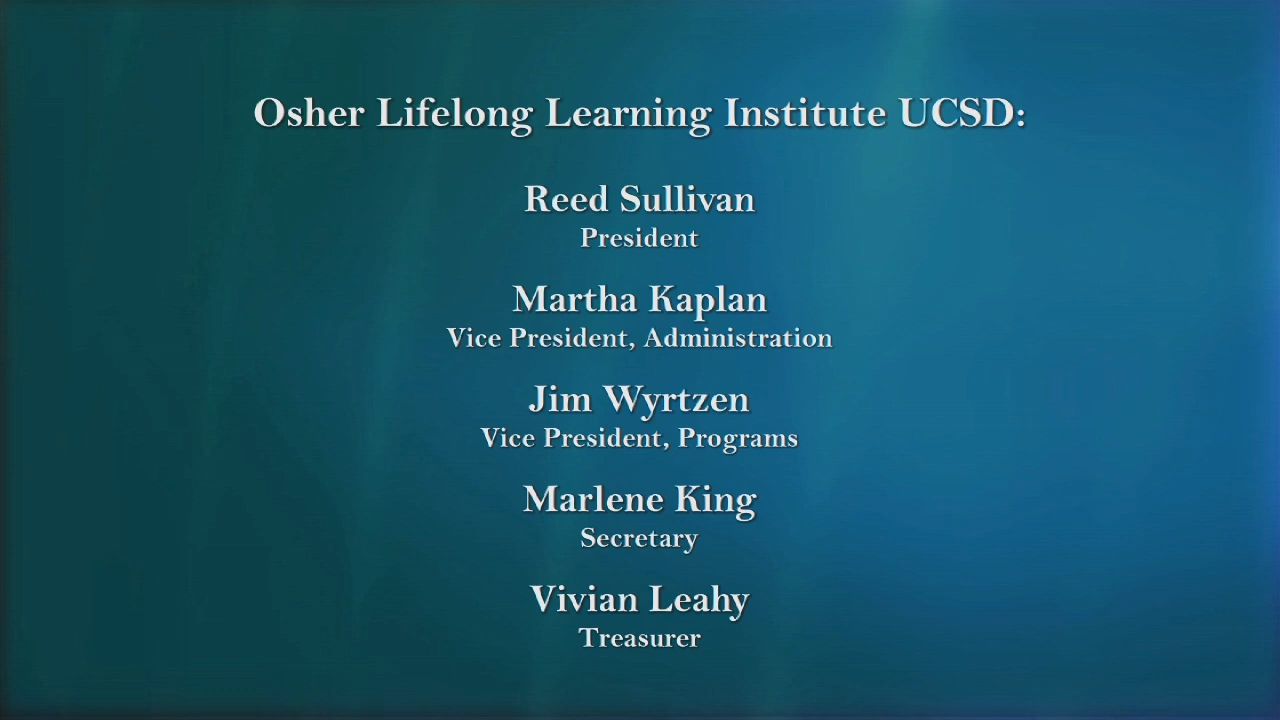 Osher Lifelong Learning Institute UCSD:
Reed Sullivan
President
Martha Kaplan
Vice President, Administration
Jim Wyrtzen
Vice President, Programs
Marlene King
Secretary
Vivian Leahy
Treasurer